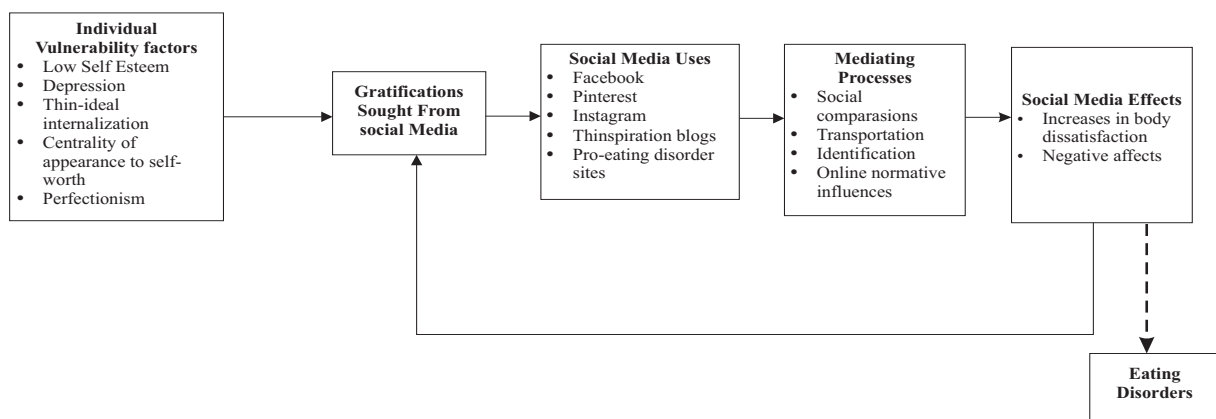 Individual
Vulnerability factors
• Low Self Esteem
• Depression
• Thin-ideal
internalization
• Centrality of
appearance to self-
worth
• Perfectionism
Gratifications
Sought From
social Media
Social Media Uses
• Facebook
• Pinterest
• Instagram
• Thinspiration blogs
• Pro-eating disorder
sites
Mediating
Processes
• Social
comparasions
• Transportation
• Identification
• Online normative
influences
Social Media Effects
• Increases in body
dissatisfaction
• Negative affects
Eating
Disorders